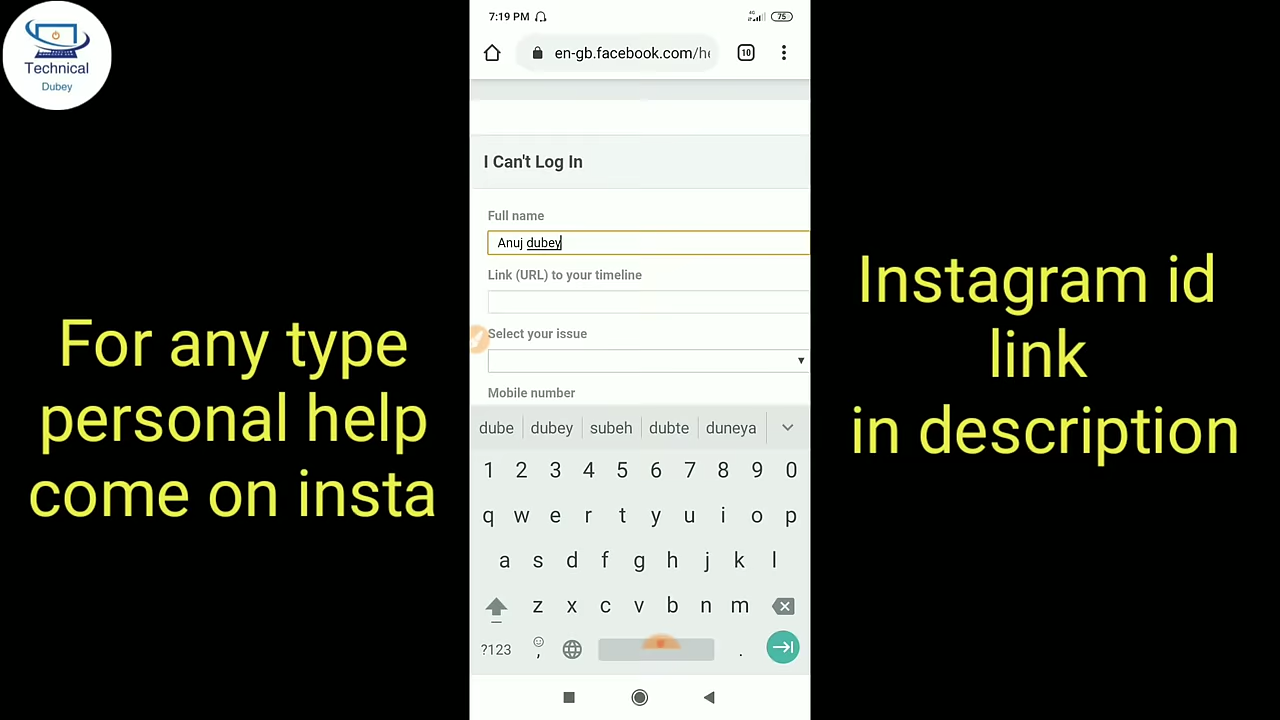 Technical
Dubey
For any type
personal help
come on insta
7:19 PM
4G
75
en-gb.facebook.com/he
10
I Can't Log In
Full name
Anuj dubey
Link (URL) to your timeline
Select your issue
Mobile number
dube dubey subeh dubte duneya
1 2 3 4 5 6 7 8 9 0
q w e r t y u i o p
a s d f g h j k l
z x c v b n m
?123 , .
Instagram id
link
in description